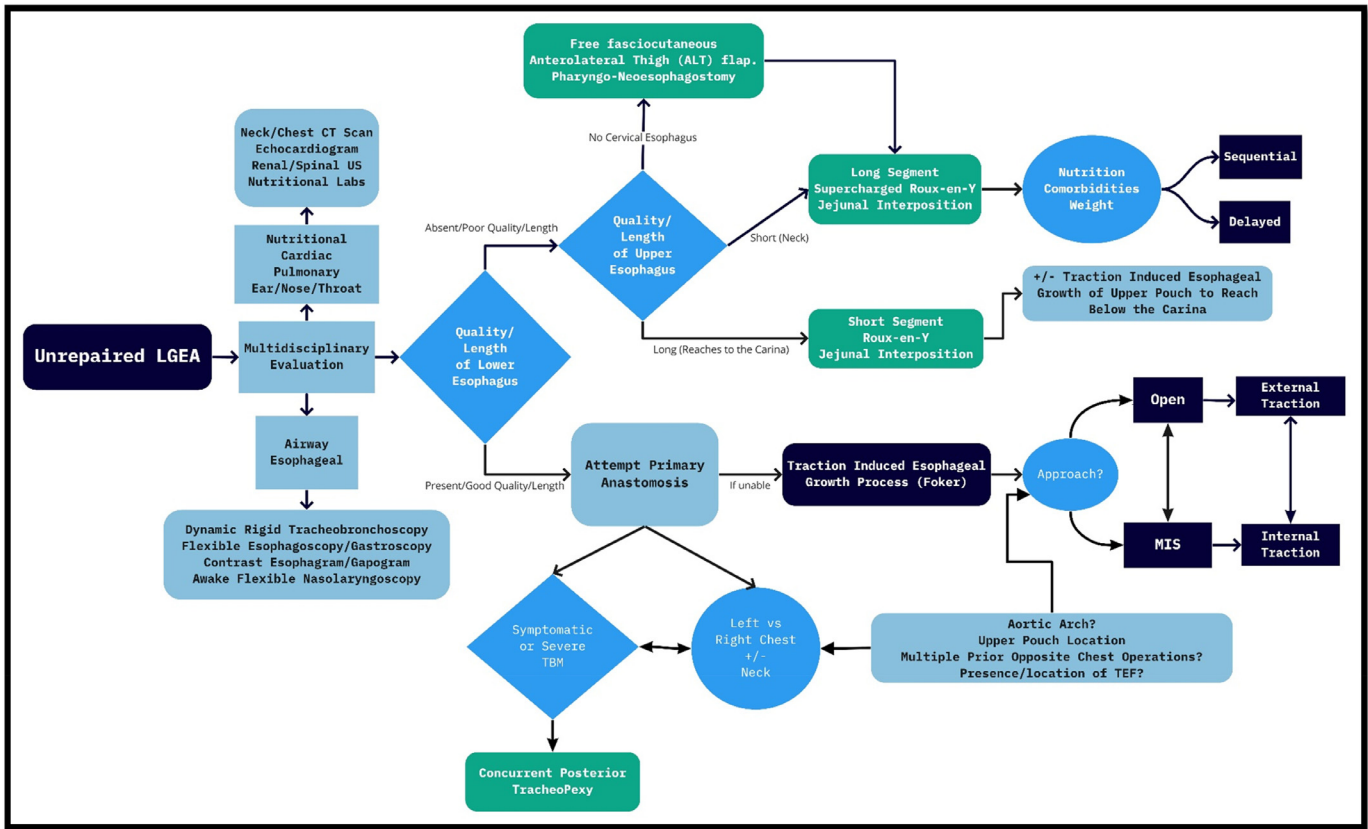 Unrepaired LGEA
Neck/Chest CT Scan
Echocardiogram
Renal/Spinal US
Nutritional Labs
Nutritional
Cardiac
Pulmonary
Ear/Nose/Throat
Multidisciplinary
Evaluation
Airway
Esophageal
Dynamic Rigid Tracheobronchoscopy
Flexible Esophagoscopy/Gastroscopy
Contrast Esophagram/Gapogram
Awake Flexible Nasolaryngoscopy
Quality/
Length
of Lower
Esophagus
Absent/Poor Quality/Length
Quality/
Length
of Upper
Esophagus
No Cervical Esophagus
Free fasciocutaneous
Anterolateral Thigh (ALT) flap.
Pharyngo-Neoesophagostomy
Short (Neck)
Long Segment
Supercharged Roux-en-Y
Jejunal Interposition
Nutrition
Comorbidities
Weight
Sequential
Delayed
Long (Reaches to the Carina)
Short Segment
Roux-en-Y
Jejunal Interposition
+/- Traction Induced Esophageal
Growth of Upper Pouch to Reach
Below the Carina
Present/Good Quality/Length
Attempt Primary
Anastomosis
If unable
Traction Induced Esophageal
Growth Process (Foker)
Approach?
Open
External
Traction
MIS
Internal
Traction
Symptomatic
or Severe
TBM
Left vs
Right Chest
+/-
Neck
Aortic Arch?
Upper Pouch Location
Multiple Prior Opposite Chest Operations?
Presence/location of TEF?
Concurrent Posterior
TracheoPexy